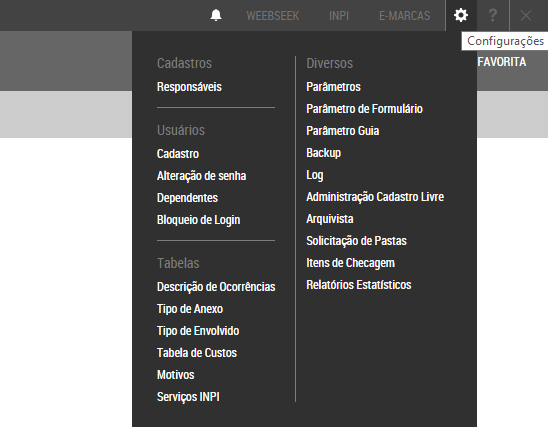 WEEBSEEK INPI E-MARCAS ?
Configurações
FAVORITA
Cadastros
Responsáveis
Usuários
Cadastro
Alteração de senha
Dependentes
Bloqueio de Login
Tabelas
Descrição de Ocorrências
Tipo de Anexo
Tipo de Envolvido
Tabela de Custos
Motivos
Serviços INPI
Diversos
Parâmetros
Parâmetro de Formulário
Parâmetro Guia
Backup
Log
Administração Cadastro Livre
Arquivista
Solicitação de Pastas
Itens de Checagem
Relatórios Estatísticos